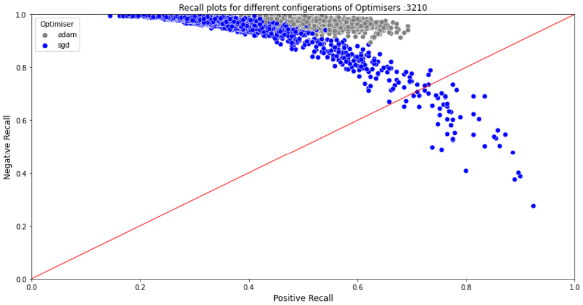 Recall plots for different configerations of Optimisers :3210
Optimiser
adam
sgd
1.0
0.8
0.6
0.4
0.2
0.0
Negative Recall
0.0 0.2 0.4 0.6 0.8 1.0
Positive Recall